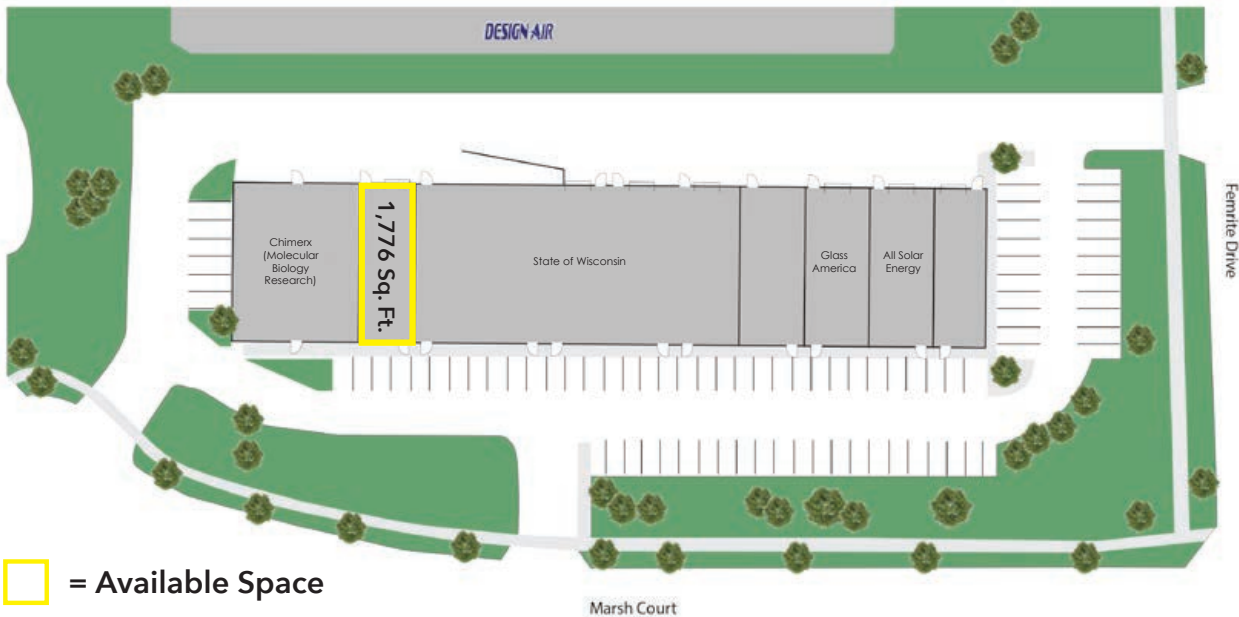 DESIGN AIR
Chimerx
(Molecular
Biology
Research)
1,776 Sq. Ft.
State of Wisconsin
Glass
America
All Solar
Energy
Femrite Drive
= Available Space
Marsh Court